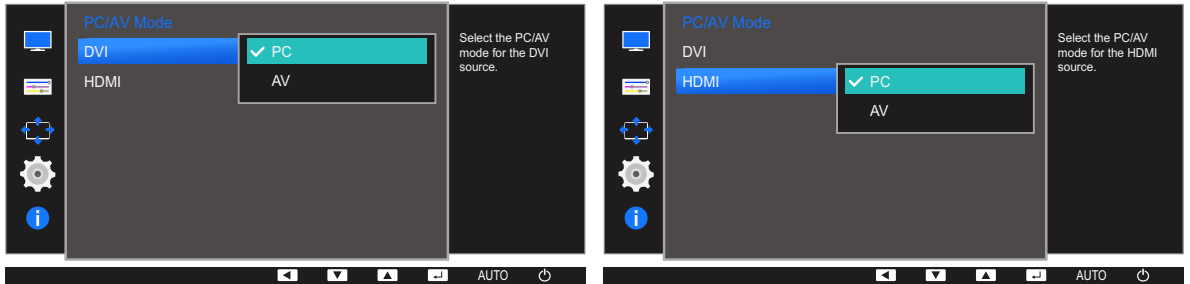 PC/AV Mode
DVI
HDMI
PC
AV
Select the PC/AV
mode for the DVI
source.
AUTO
PC/AV Mode
DVI
HDMI
PC
AV
Select the PC/AV
mode for the HDMI
source.
AUTO